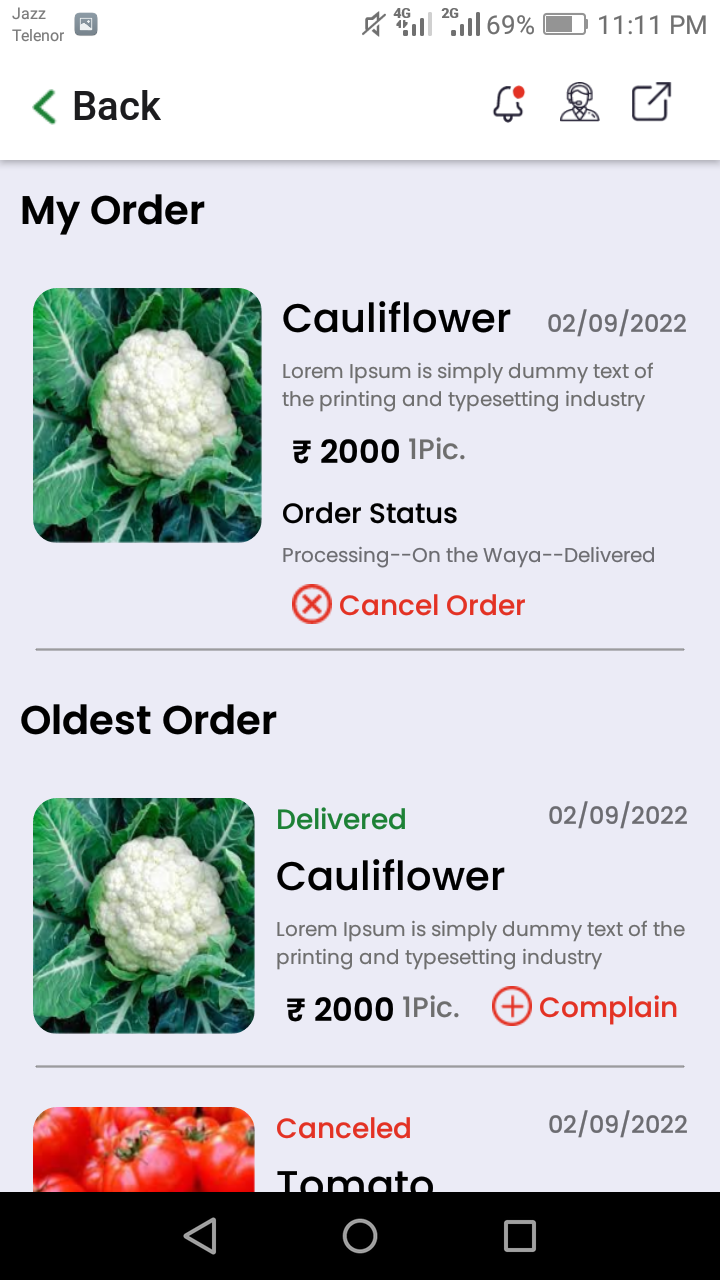 Jazz
Telenor
4G
2G
69%
11:11 PM
Back
My Order
Cauliflower
02/09/2022
Lorem Ipsum is simply dummy text of
the printing and typesetting industry
₹ 2000 1Pic.
Order Status
Processing--On the Waya--Delivered
Cancel Order
Oldest Order
Delivered
02/09/2022
Cauliflower
Lorem Ipsum is simply dummy text of the
printing and typesetting industry
₹ 2000 1Pic.
Complain
Canceled
02/09/2022
Tomato